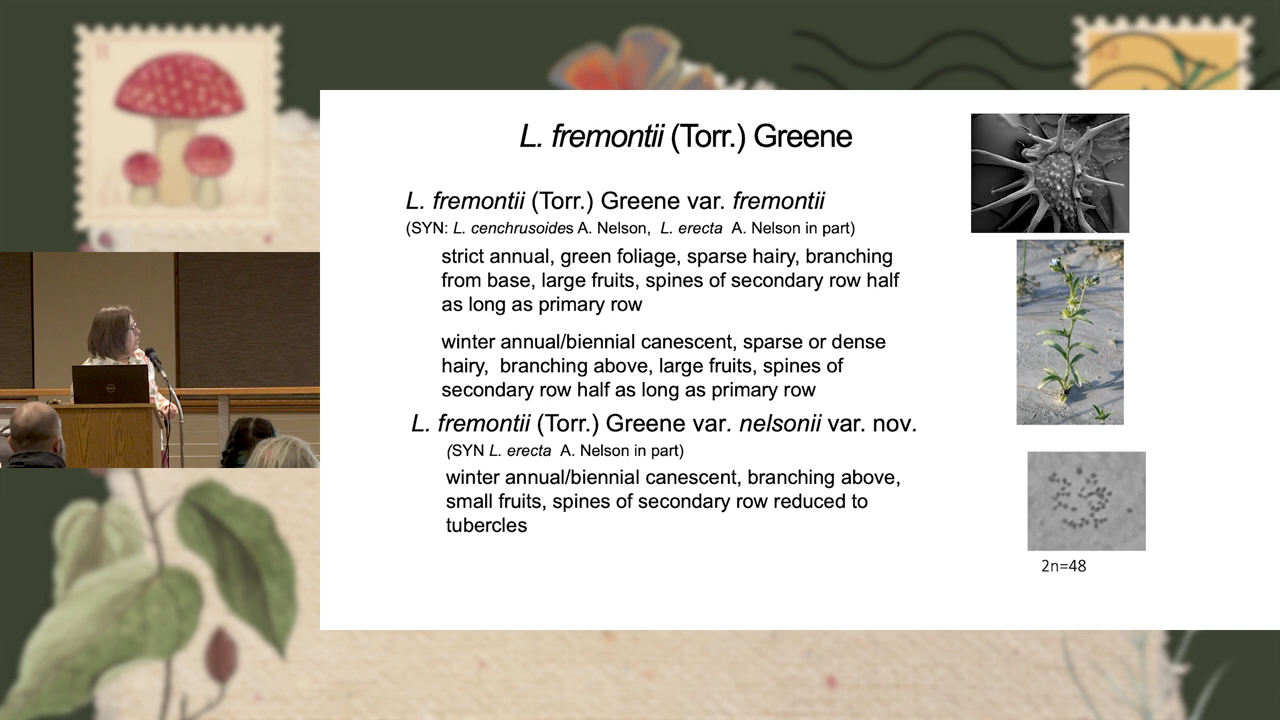 L. fremontii (Torr.) Greene
L. fremontii (Torr.) Greene var. fremontii
(SYN: L. cenchrusoides A. Nelson, L. erecta A. Nelson in part)
strict annual, green foliage, sparse hairy, branching
from base, large fruits, spines of secondary row half
as long as primary row
winter annual/biennial canescent, sparse or dense
hairy, branching above, large fruits, spines of
secondary row half as long as primary row
L. fremontii (Torr.) Greene var. nelsonii var. nov.
(SYN L. erecta A. Nelson in part)
winter annual/biennial canescent, branching above,
small fruits, spines of secondary row reduced to
tubercles
2n=48